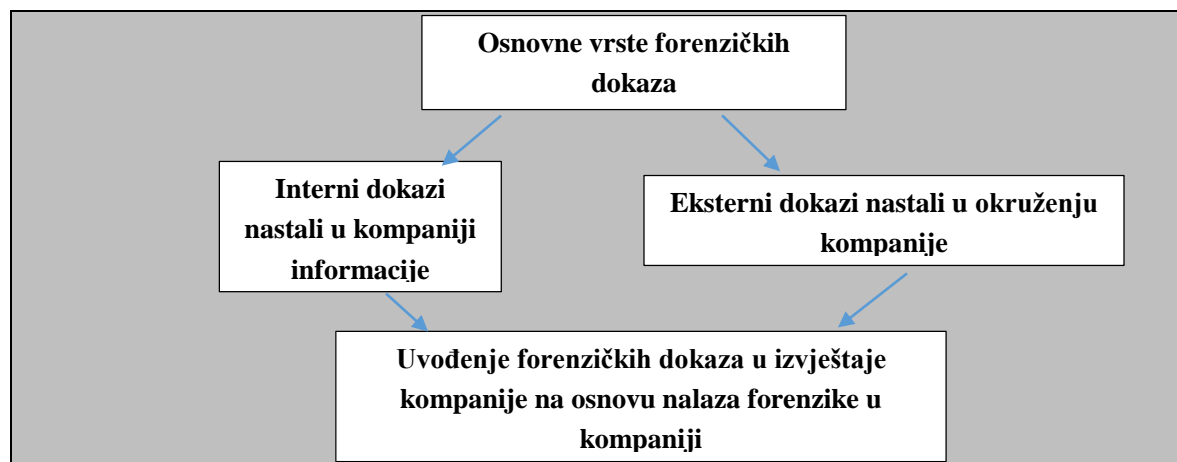 Osnovne vrste forenzičkih
dokaza
Interni dokazi
nastali u kompaniji
informacije
Eksterni dokazi nastali u okruženju
kompanije
Uvođenje forenzičkih dokaza u izvještaje
kompanije na osnovu nalaza forenzike u
kompaniji